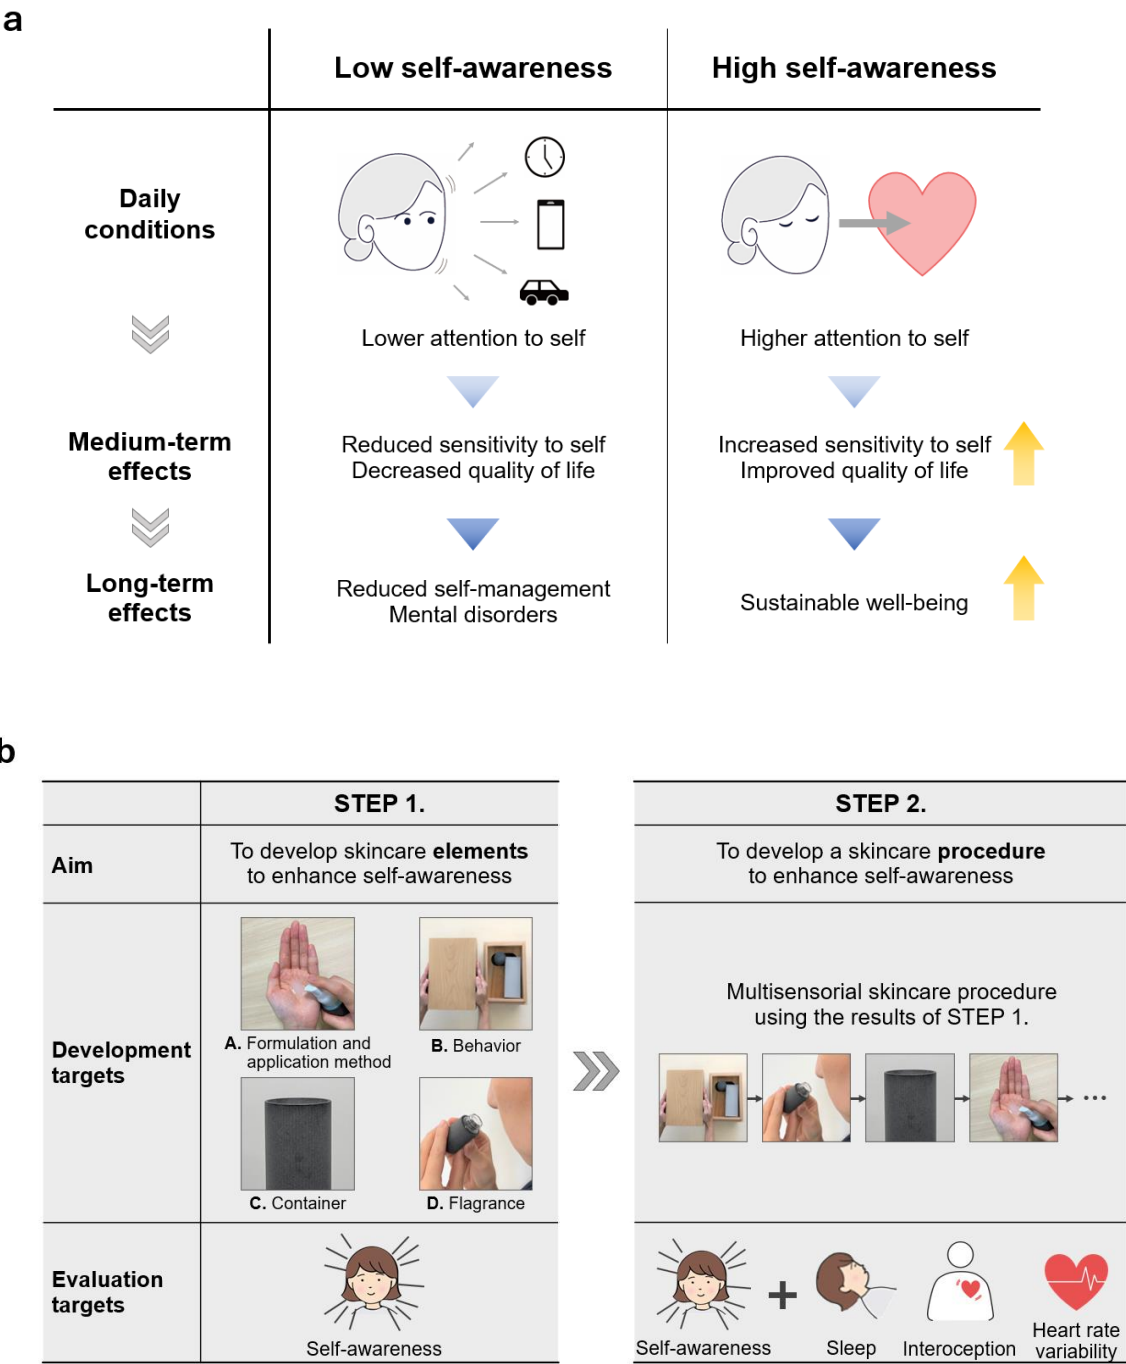 a
Low self-awareness
High self-awareness
Daily
conditions
Lower attention to self
Higher attention to self
Medium-term
effects
Reduced sensitivity to self
Decreased quality of life
Increased sensitivity to self
Improved quality of life
Long-term
effects
Reduced self-management
Mental disorders
Sustainable well-being
b
STEP 1.
STEP 2.
Aim
To develop skincare elements
to enhance self-awareness
To develop a skincare procedure
to enhance self-awareness
Development
targets
A. Formulation and
application method
B. Behavior
C. Container
D. Flagrance
Multisensorial skincare procedure
using the results of STEP 1.
Evaluation
targets
Self-awareness
Self-awareness
Sleep
Interoception
Heart rate
variability